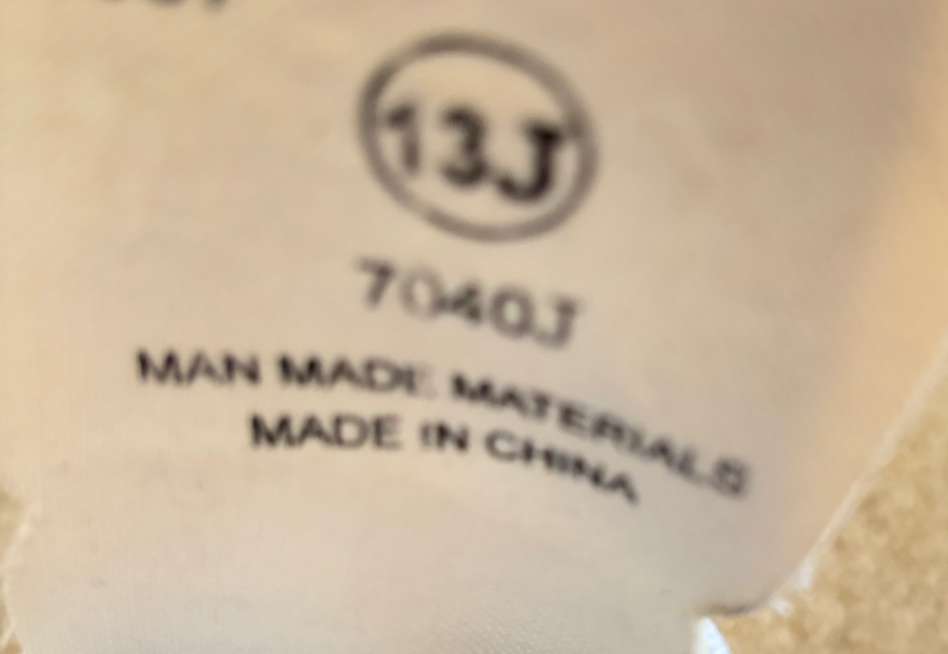 13J
7040J
MAN MADE MATERIALS
MADE IN CHINA